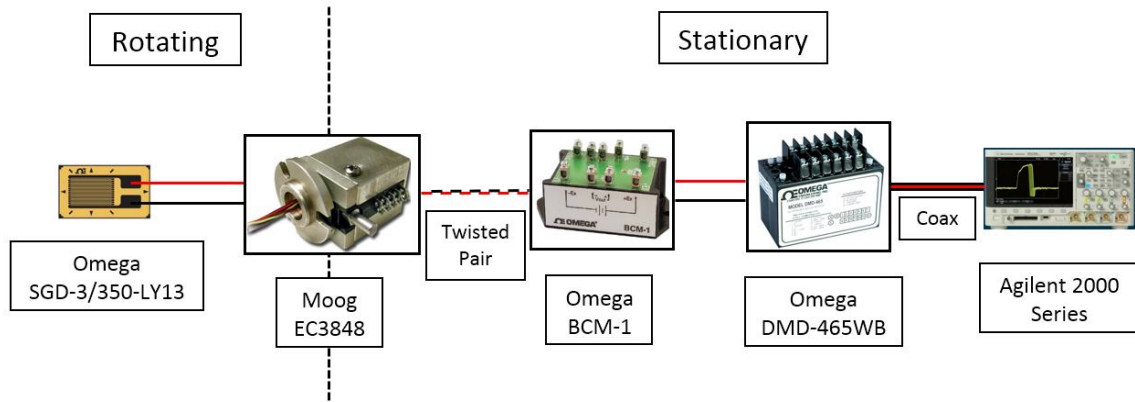 Rotating
Stationary
Ω OMEGA
BCM-1
Ω OMEGA
MODEL DMD-465
Twisted
Pair
Coax
Omega
SGD-3/350-LY13
Moog
EC3848
Omega
BCM-1
Omega
DMD-465WB
Agilent 2000
Series